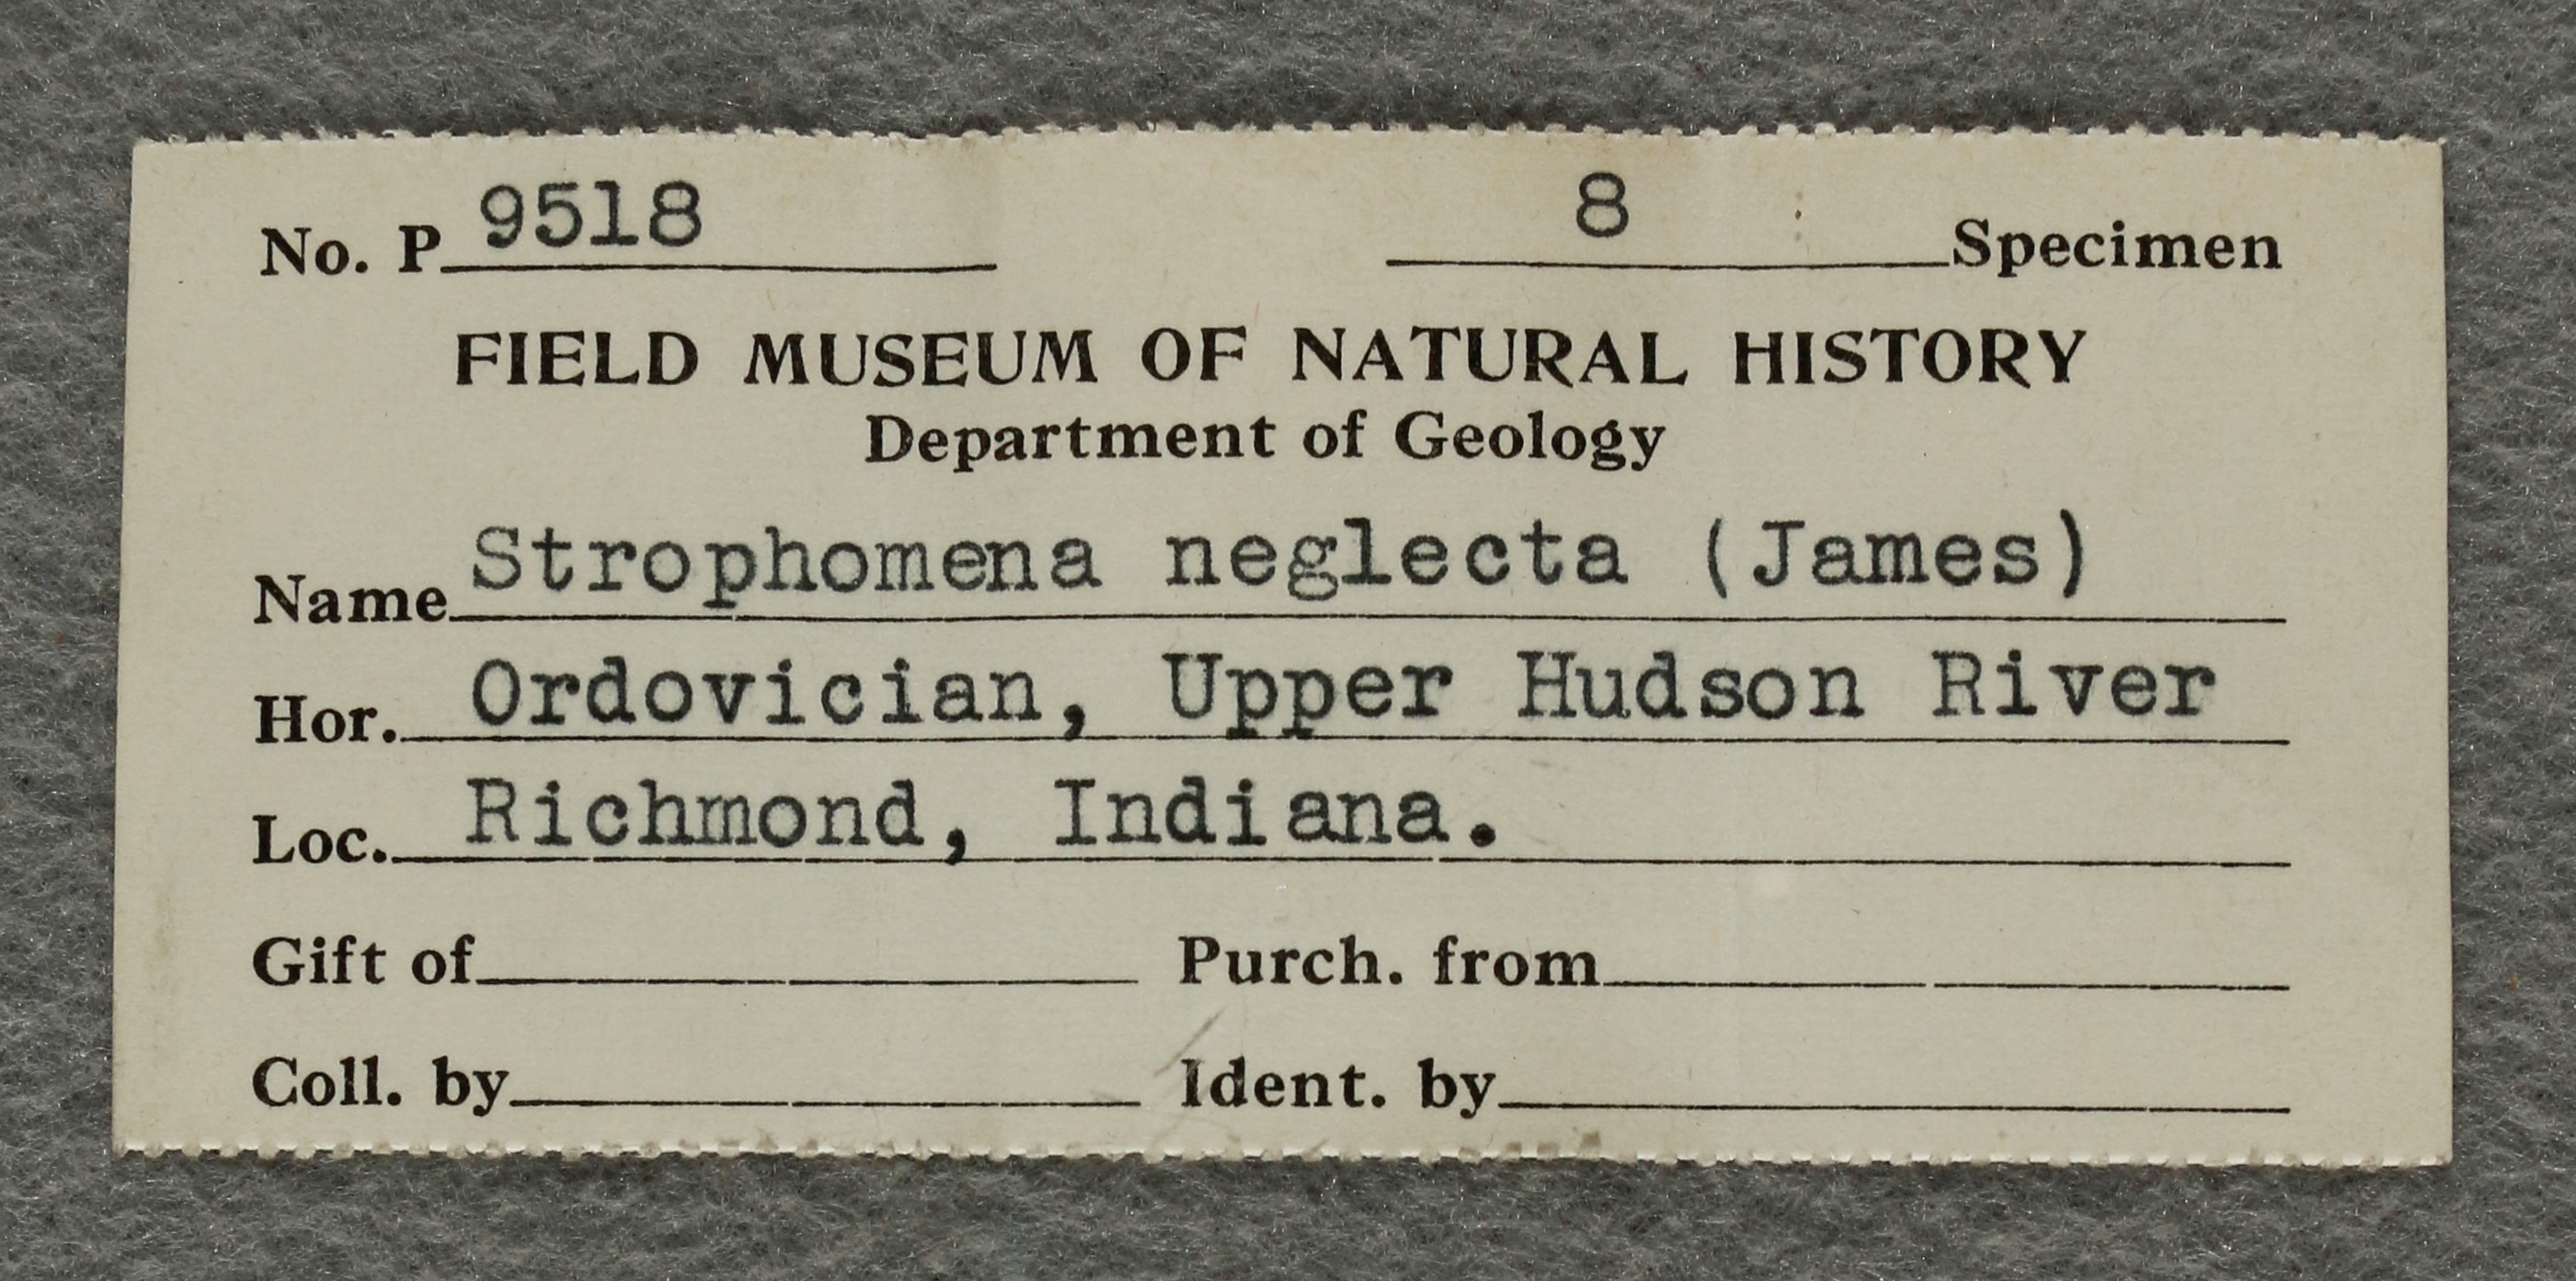 No. P 9518 8 Specimen
FIELD MUSEUM OF NATURAL HISTORY
Department of Geology
Name Strophomena neglecta (James)
Hor. Ordovician, Upper Hudson River
Loc. Richmond, Indiana.
Gift of Purch. from
Coll. by Ident. by